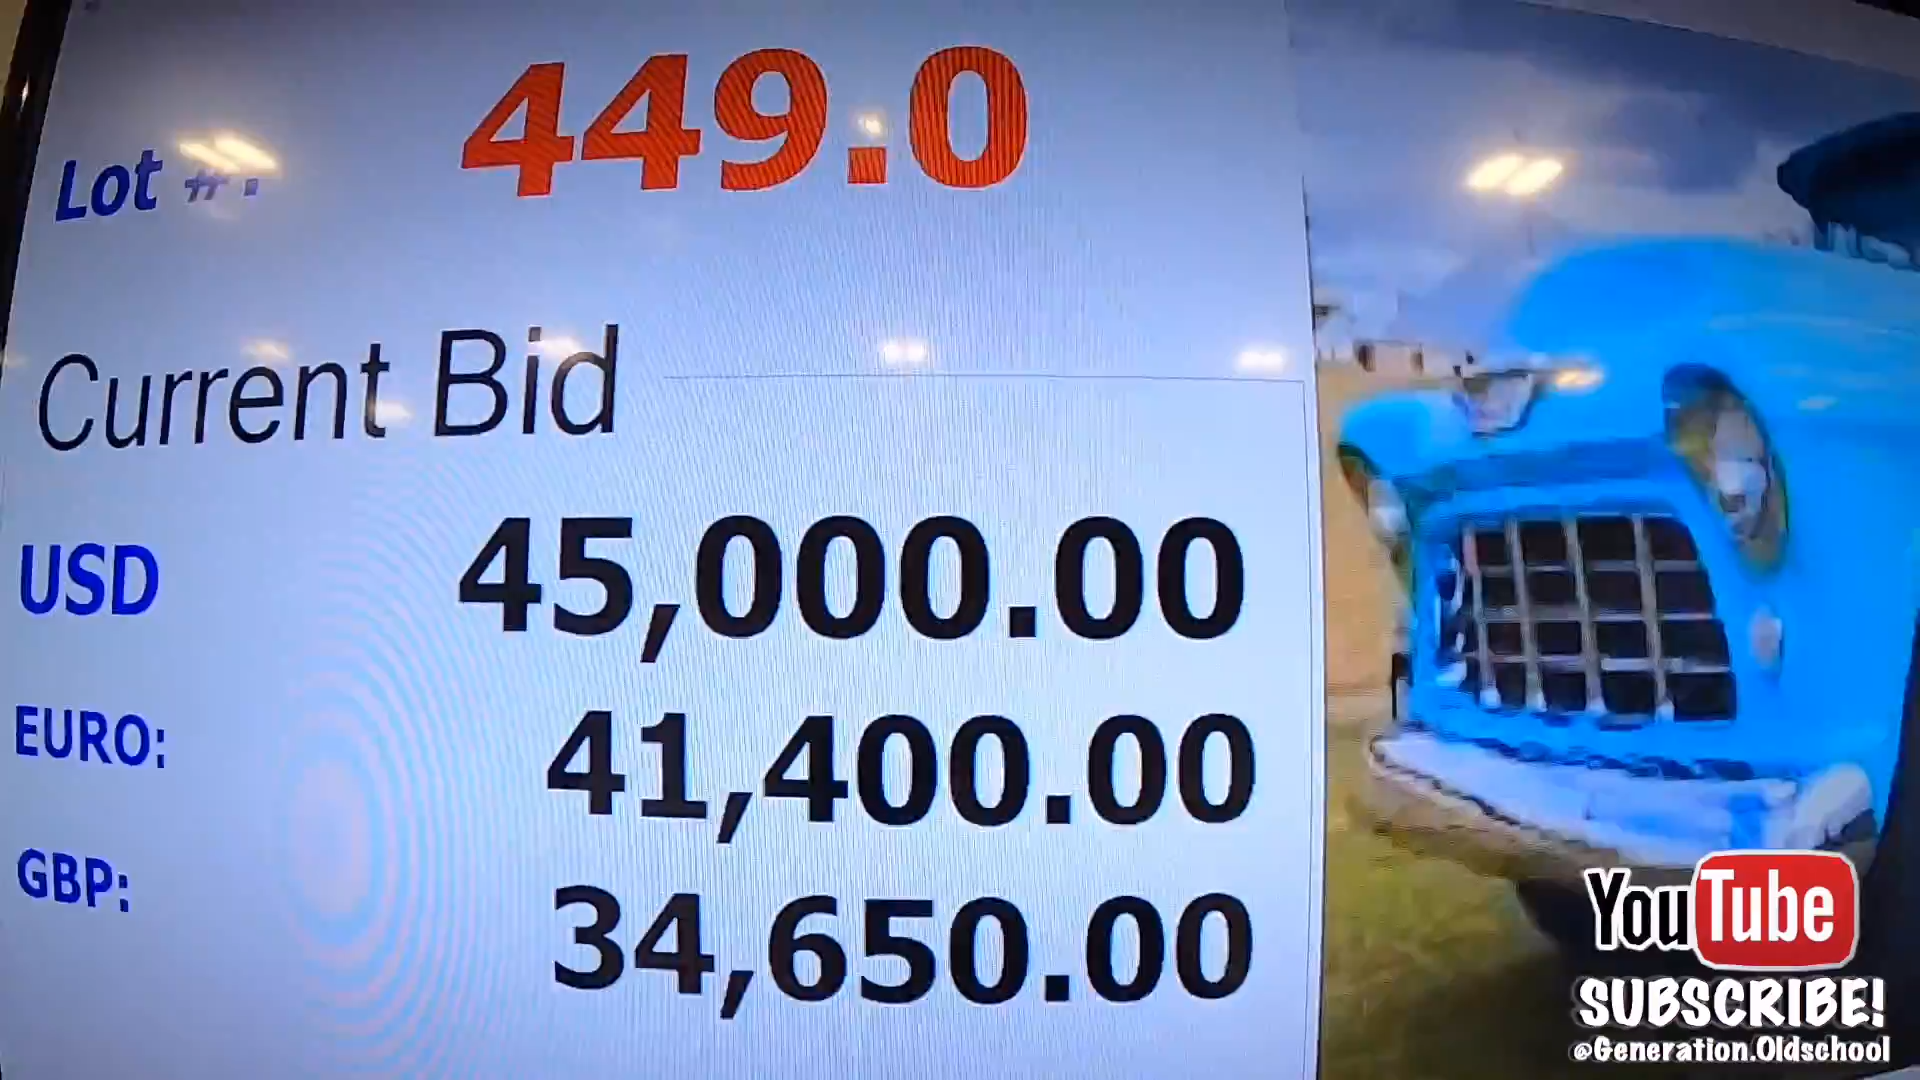 Lot #: 449.0
Current Bid
USD 45,000.00
EURO: 41,400.00
GBP: 34,650.00
YouTube
SUBSCRIBE!
@Generation.Oldschool